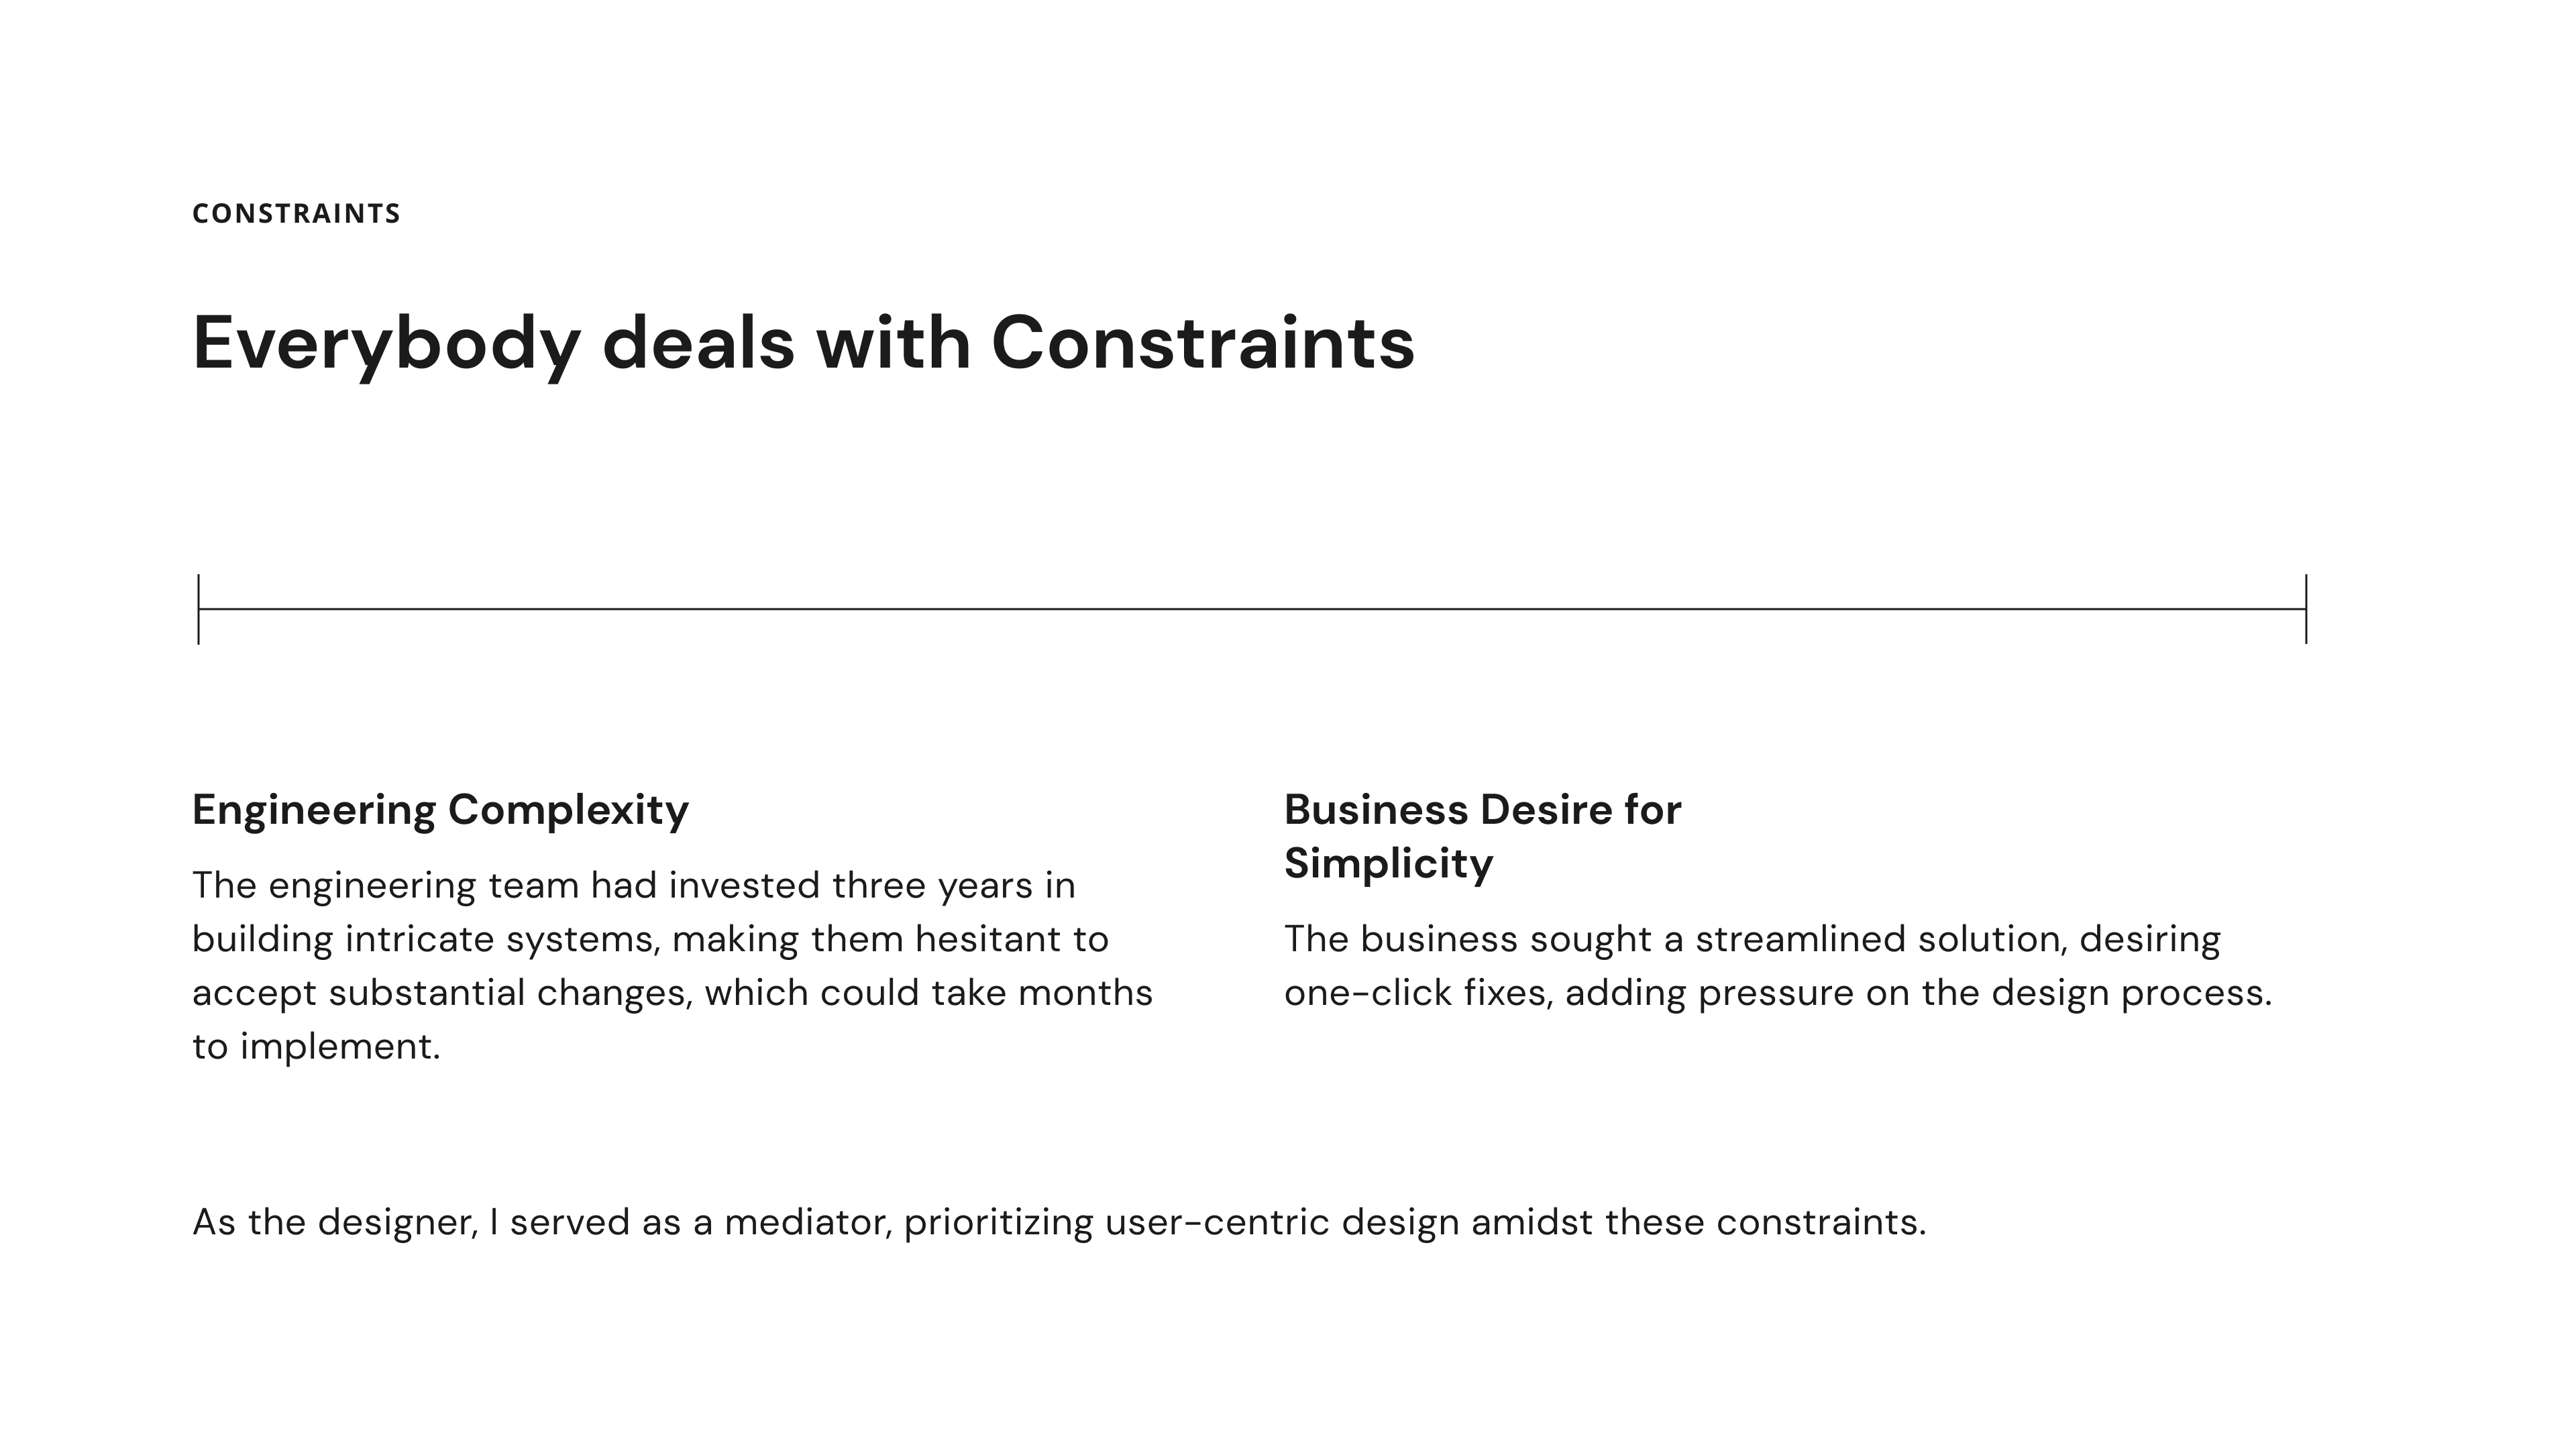 CONSTRAINTS
Everybody deals with Constraints
Engineering Complexity
The engineering team had invested three years in
building intricate systems, making them hesitant to
accept substantial changes, which could take months
to implement.
Business Desire for
Simplicity
The business sought a streamlined solution, desiring
one-click fixes, adding pressure on the design process.
As the designer, I served as a mediator, prioritizing user-centric design amidst these constraints.